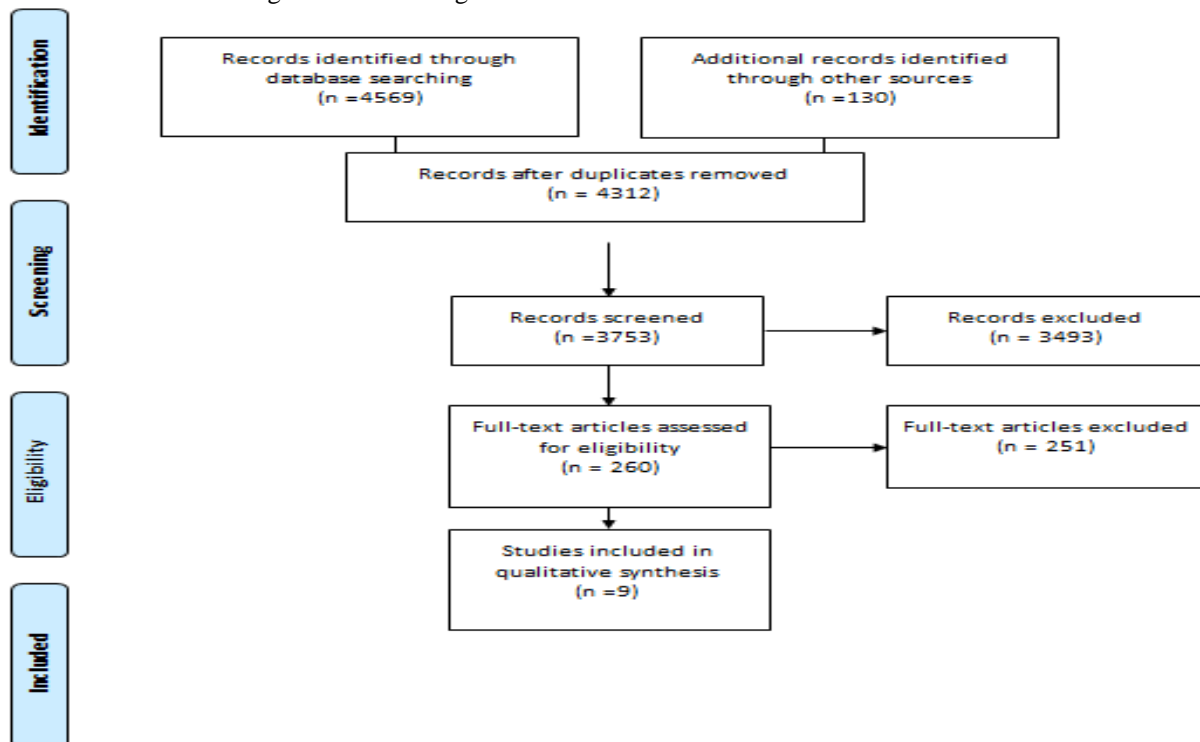 Identification
Records identified through
database searching
(n =4569)
Additional records identified
through other sources
(n =130)
Records after duplicates removed
(n = 4312)
Screening
Records screened
(n =3753)
Records excluded
(n = 3493)
Eligibility
Full-text articles assessed
for eligibility
(n = 260)
Full-text articles excluded
(n = 251)
Studies included in
qualitative synthesis
(n =9)
Included